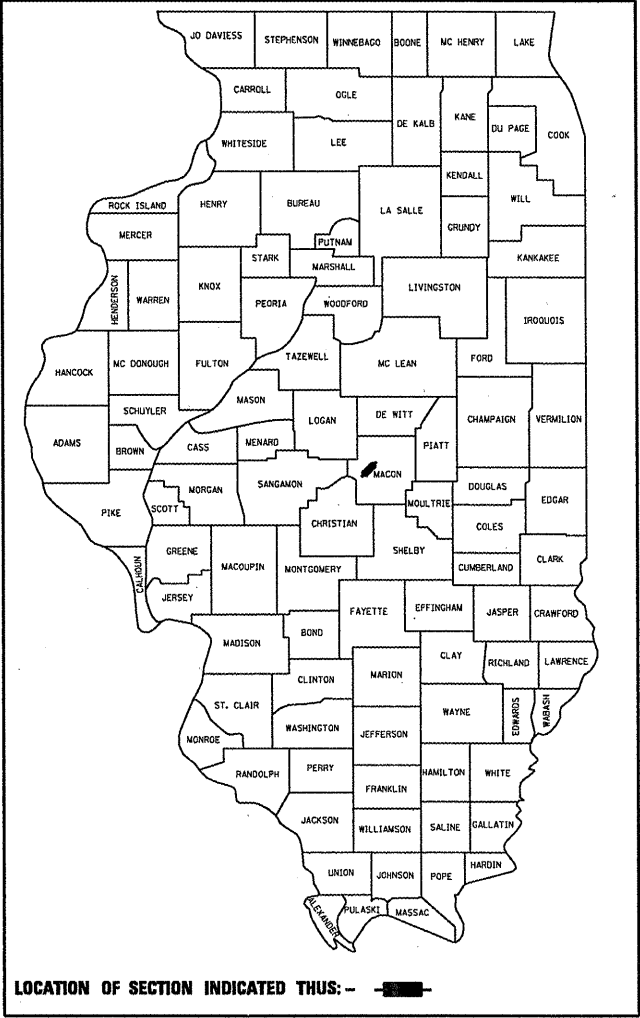 JO DAVIESS STEPHENSON WINNEBAGO BOONE MC HENRY LAKE
CARROLL OGLE DE KALB KANE DU PAGE COOK
WHITESIDE LEE
KENDALL
ROCK ISLAND HENRY BUREAU LA SALLE WILL
MERCER PUTNAM GRUNDY
STARK MARSHALL KANKAKEE
HENDERSON WARREN KNOX PEORIA WOODFORD LIVINGSTON IROQUOIS
HANCOCK MC DONOUGH FULTON TAZEWELL MC LEAN FORD
SCHUYLER MASON LOGAN DE WITT CHAMPAIGN VERMILION
ADAMS BROWN CASS MENARD PIATT
MORGAN SANGAMON MACON DOUGLAS
PIKE SCOTT CHRISTIAN MOULTRIE COLES EDGAR
GREENE MACOUPIN MONTGOMERY SHELBY CUMBERLAND CLARK
CALHOUN JERSEY FAYETTE EFFINGHAM JASPER CRAWFORD
MADISON BOND CLAY RICHLAND LAWRENCE
CLINTON MARION
ST. CLAIR WAYNE EDWARDS WABASH
MONROE WASHINGTON JEFFERSON
RANDOLPH PERRY HAMILTON WHITE
FRANKLIN
JACKSON WILLIAMSON SALINE GALLATIN
UNION JOHNSON POPE HARDIN
ALEXANDER PULASKI MASSAC
LOCATION OF SECTION INDICATED THUS: -